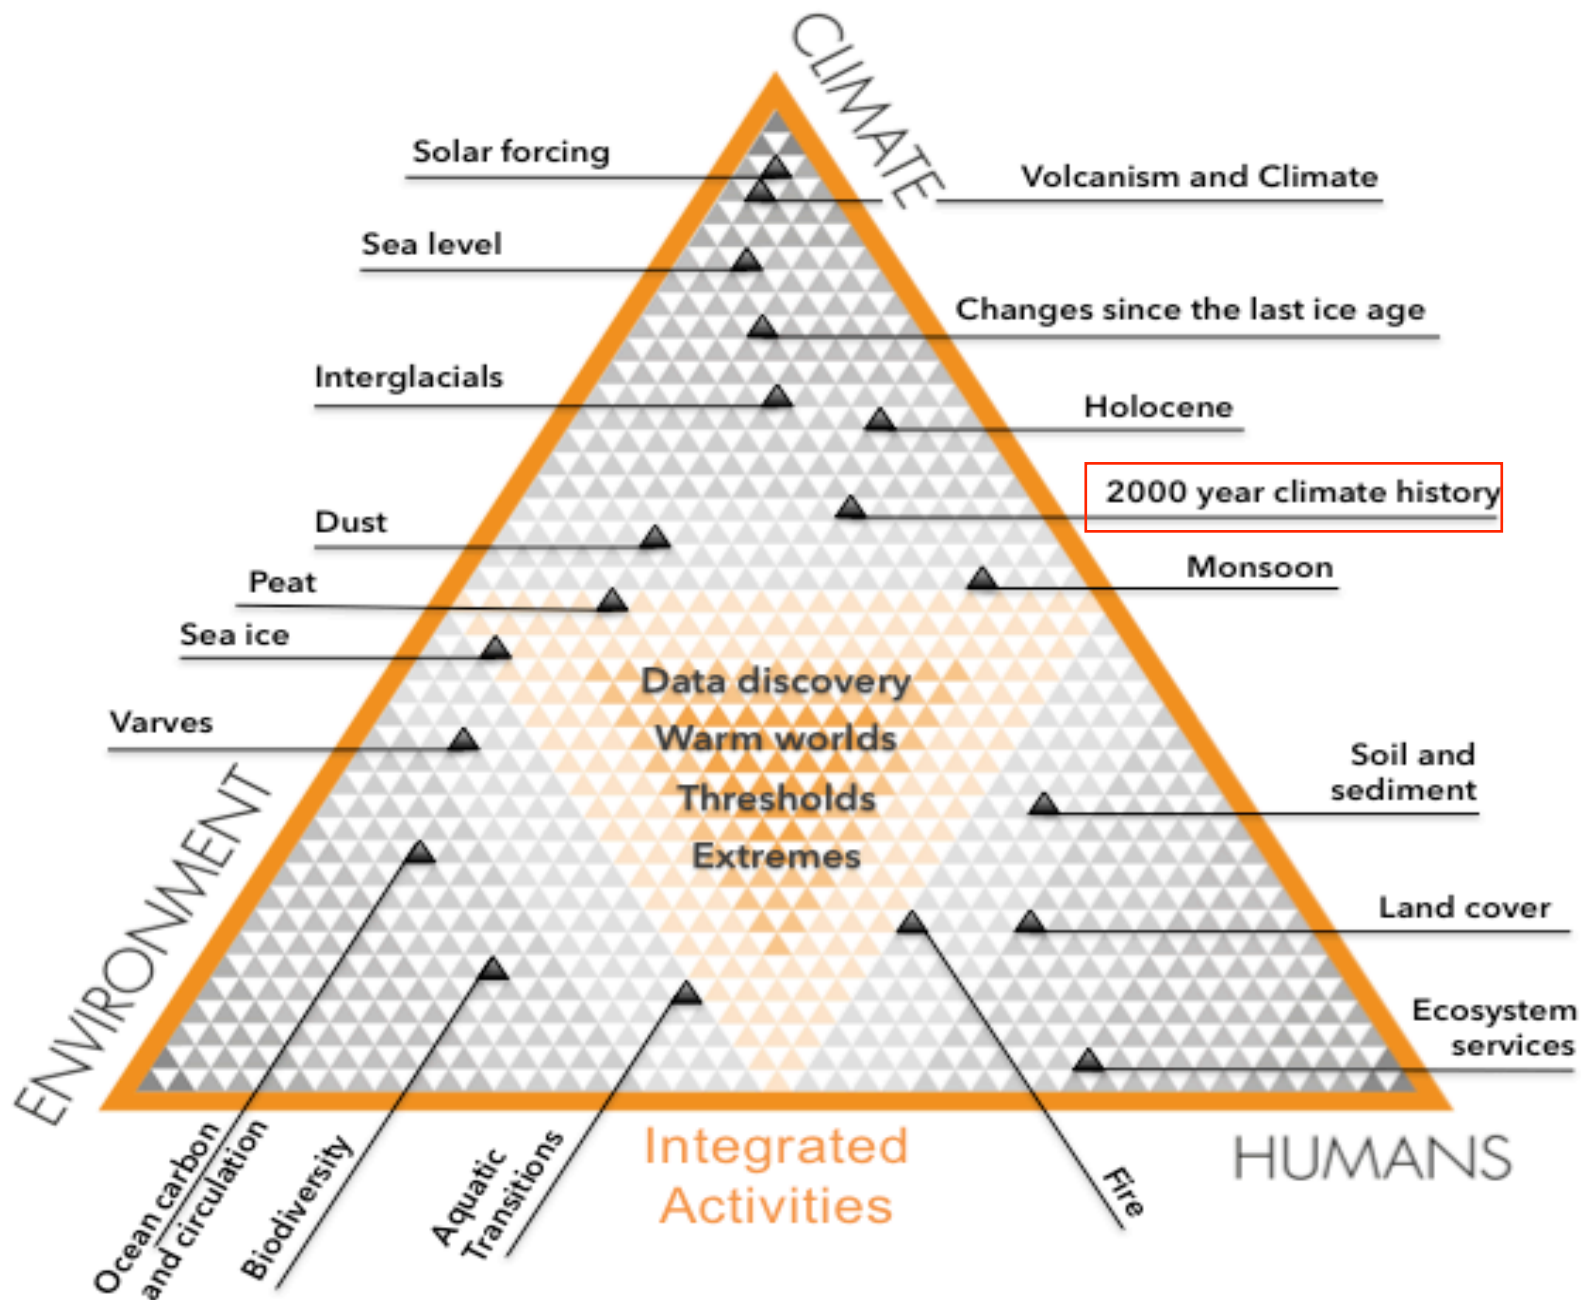 CLIMATE
Solar forcing
Volcanism and Climate
Sea level
Changes since the last ice age
Interglacials
Holocene
2000 year climate history
Dust
Monsoon
Peat
Sea ice
Data discovery
Varves
Warm worlds
Soil and
sediment
Thresholds
Extremes
ENVIRONMENT
Land cover
Ecosystem
services
Ocean carbon
and circulation
Biodiversity
Aquatic
Transitions
Integrated
Activities
Fire
HUMANS